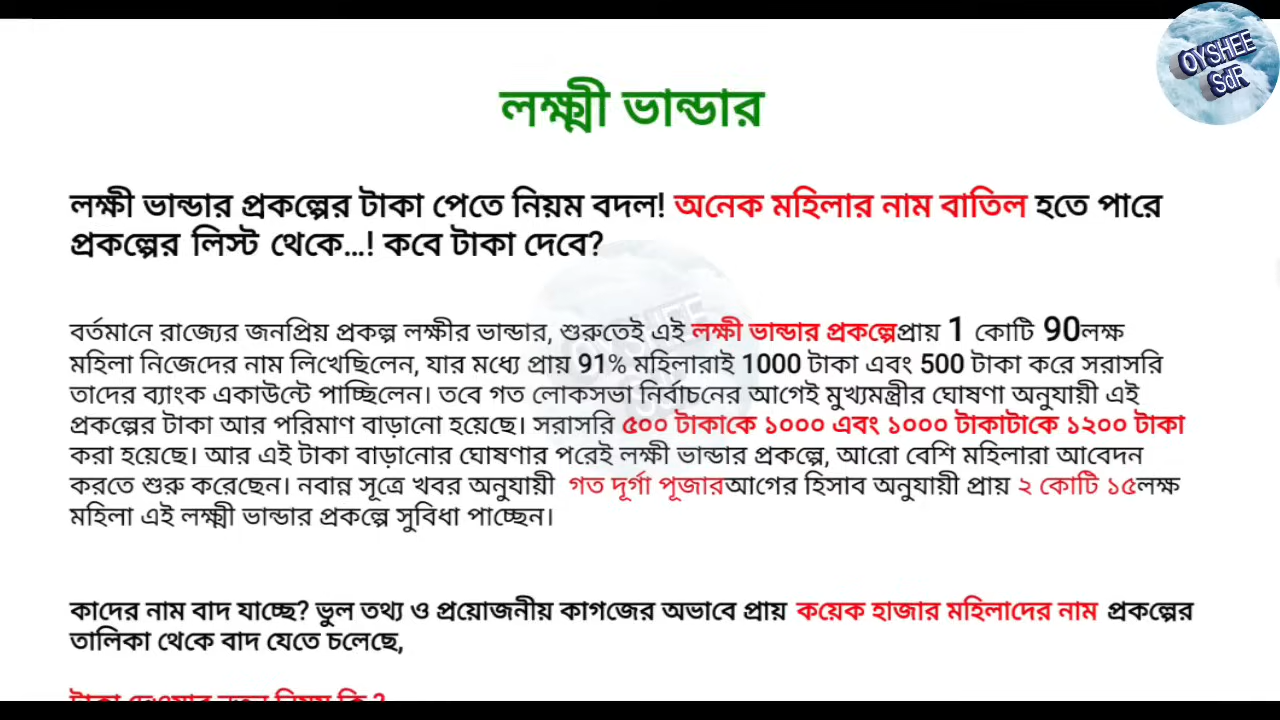 OYSHEE
SdR
লক্ষ্মী ভান্ডার
লক্ষী ভান্ডার প্রকল্পের টাকা পেতে নিয়ম বদল! অনেক মহিলার নাম বাতিল হতে পারে
প্রকল্পের লিস্ট থেকে...! কবে টাকা দেবে?
বর্তমানে রাজ্যের জনপ্রিয় প্রকল্প লক্ষীর ভান্ডার, শুরুতেই এই লক্ষী ভান্ডার প্রকল্পেপ্রায় 1 কোটি 90লক্ষ
মহিলা নিজেদের নাম লিখেছিলেন, যার মধ্যে প্রায় 91% মহিলারাই 1000 টাকা এবং 500 টাকা করে সরাসরি
তাদের ব্যাংক একাউন্টে পাচ্ছিলেন। তবে গত লোকসভা নির্বাচনের আগেই মুখ্যমন্ত্রীর ঘোষণা অনুযায়ী এই
প্রকল্পের টাকা আর পরিমাণ বাড়ানো হয়েছে। সরাসরি ৫০০ টাকাকে ১০০০ এবং ১০০০ টাকাটাকে ১২০০ টাকা
করা হয়েছে। আর এই টাকা বাড়ানোর ঘোষণার পরেই লক্ষী ভান্ডার প্রকল্পে, আরো বেশি মহিলারা আবেদন
করতে শুরু করেছেন। নবান্ন সূত্রে খবর অনুযায়ী গত দূর্গা পূজারআগের হিসাব অনুযায়ী প্রায় ২ কোটি ১৫লক্ষ
মহিলা এই লক্ষ্মী ভান্ডার প্রকল্পে সুবিধা পাচ্ছেন।
কাদের নাম বাদ যাচ্ছে? ভুল তথ্য ও প্রয়োজনীয় কাগজের অভাবে প্রায় কয়েক হাজার মহিলাদের নাম প্রকল্পের
তালিকা থেকে বাদ যেতে চলেছে,
টাকা দেওয়ার নতুন নিয়ম কি ?